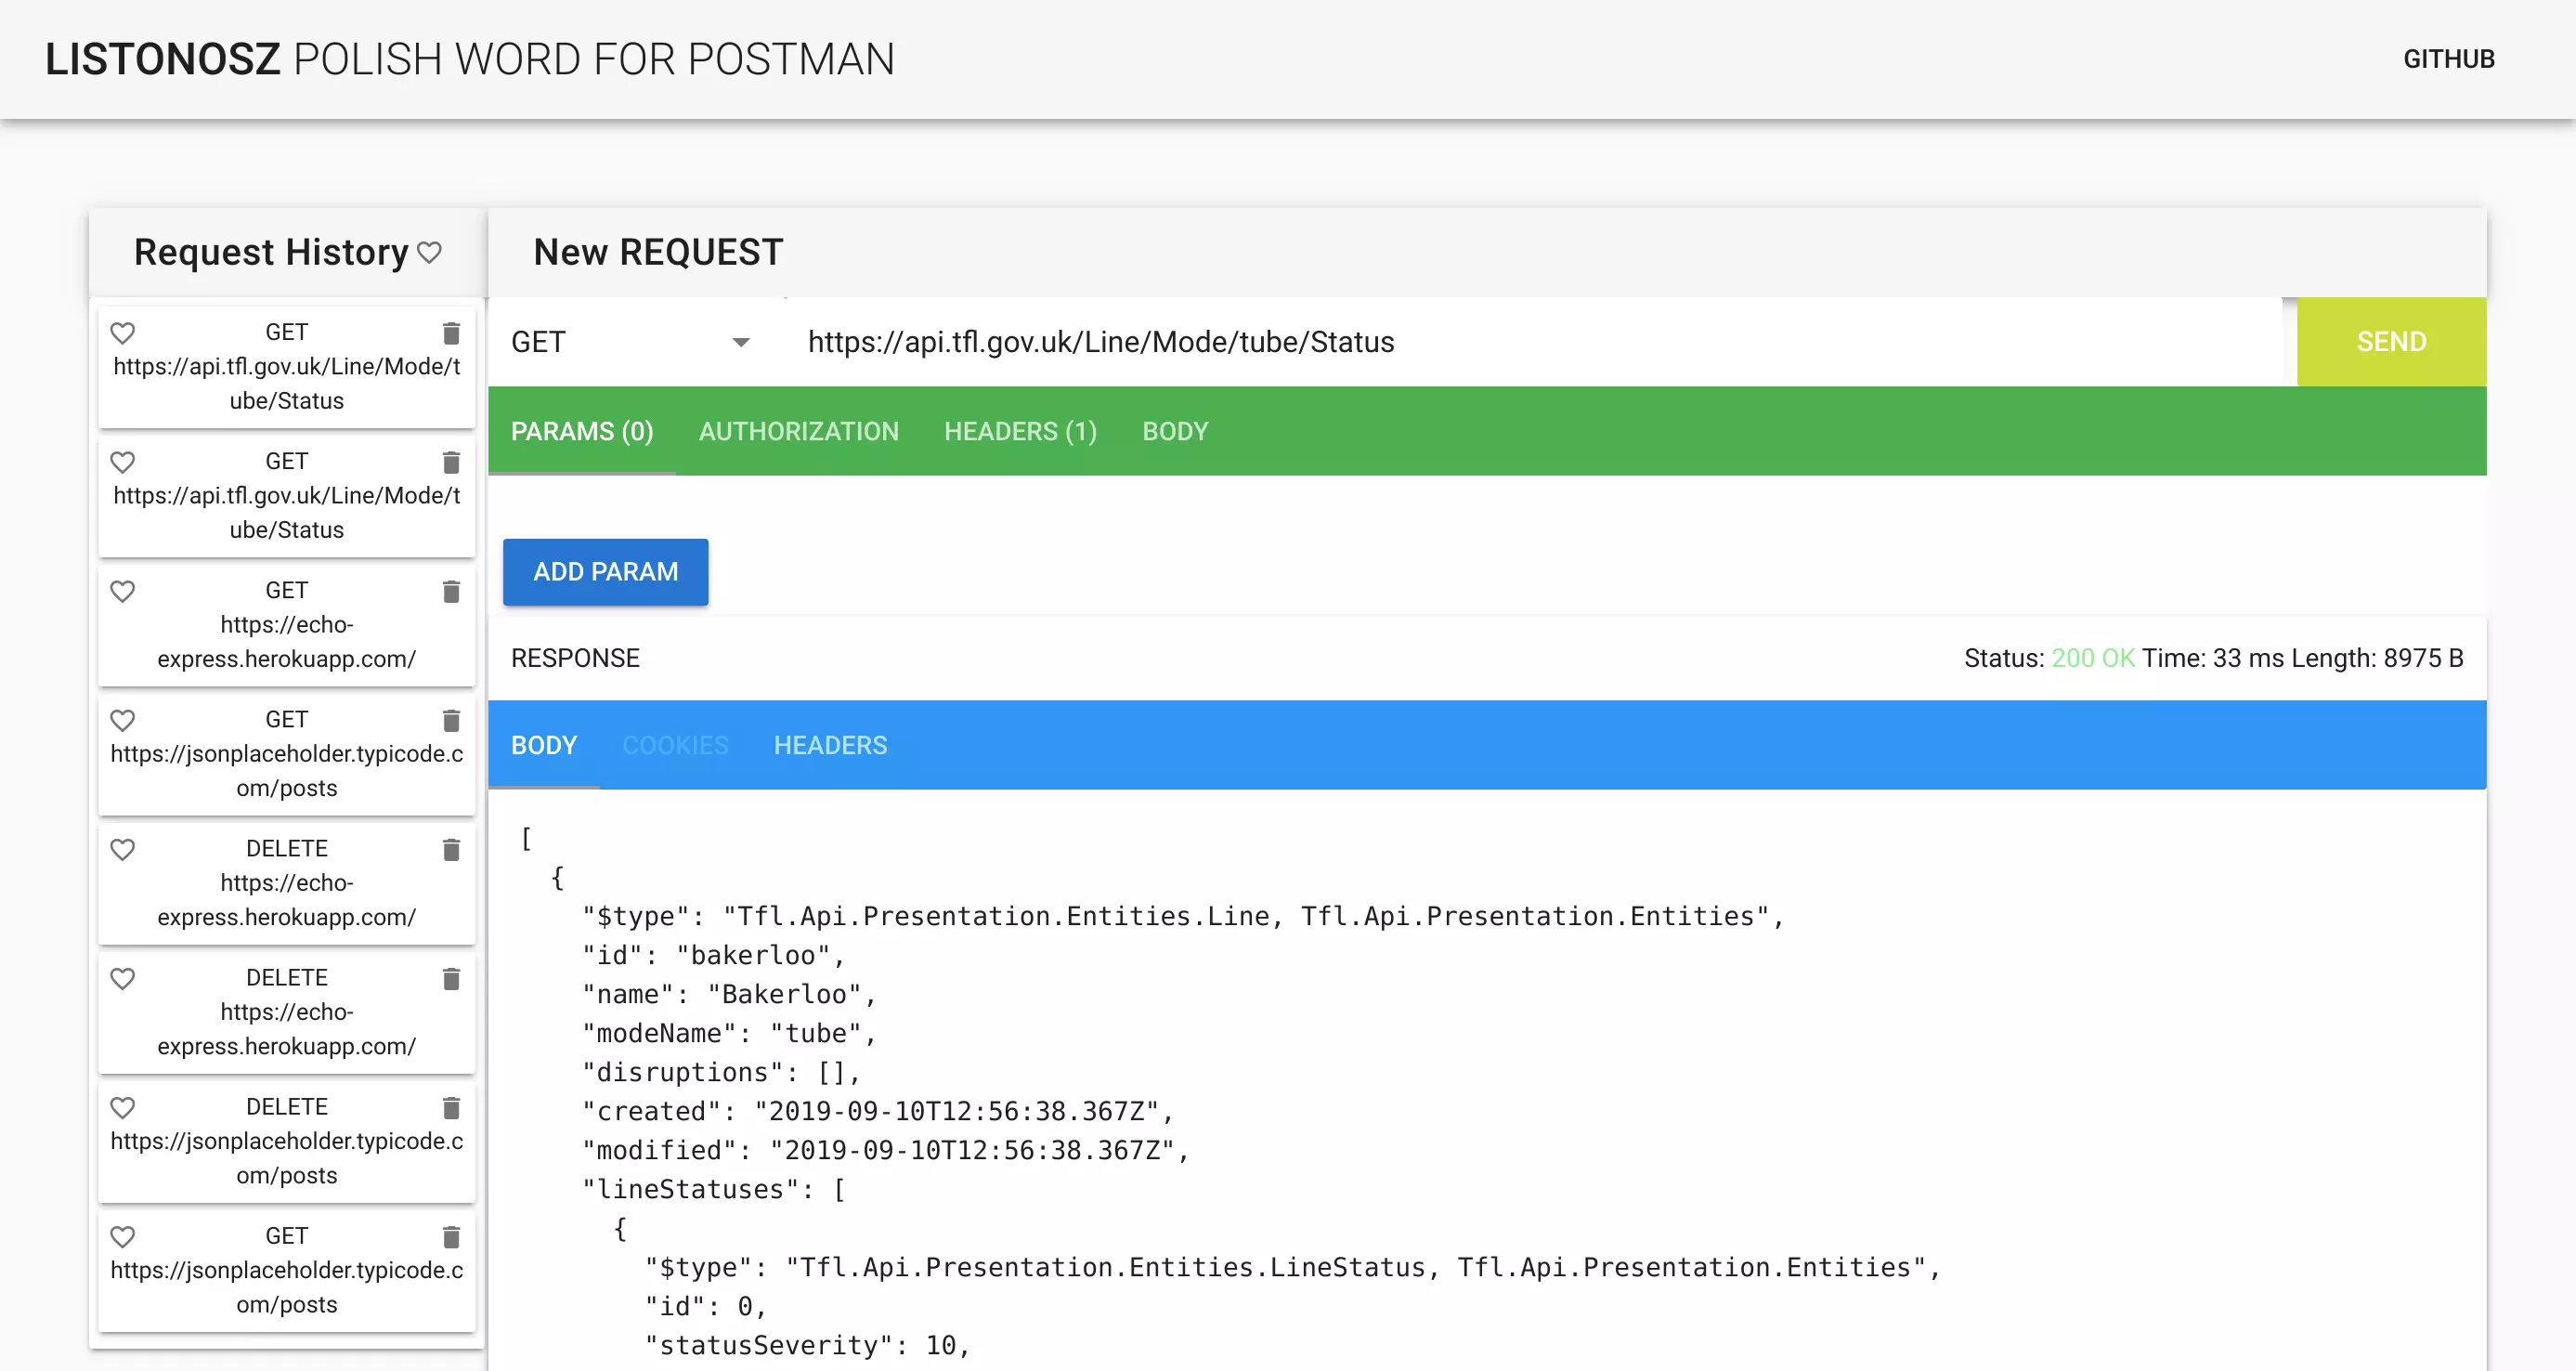 LISTONOSZ POLISH WORD FOR POSTMAN
GITHUB
Request History
GET
https://api.tfl.gov.uk/Line/Mode/t
ube/Status
GET
https://api.tfl.gov.uk/Line/Mode/t
ube/Status
GET
https://echo-
express.herokuapp.com/
GET
https://jsonplaceholder.typicode.c
om/posts
DELETE
https://echo-
express.herokuapp.com/
DELETE
https://echo-
express.herokuapp.com/
DELETE
https://jsonplaceholder.typicode.c
om/posts
GET
https://jsonplaceholder.typicode.c
om/posts
New REQUEST
GET https://api.tfl.gov.uk/Line/Mode/tube/Status SEND
PARAMS (0) AUTHORIZATION HEADERS (1) BODY
ADD PARAM
RESPONSE Status: 200 OK Time: 33 ms Length: 8975 B
BODY COOKIES HEADERS
[
{
"$type": "Tfl.Api.Presentation.Entities.Line, Tfl.Api.Presentation.Entities",
"id": "bakerloo",
"name": "Bakerloo",
"modeName": "tube",
"disruptions": [],
"created": "2019-09-10T12:56:38.367Z",
"modified": "2019-09-10T12:56:38.367Z",
"lineStatuses": [
{
"$type": "Tfl.Api.Presentation.Entities.LineStatus, Tfl.Api.Presentation.Entities",
"id": 0,
"statusSeverity": 10,